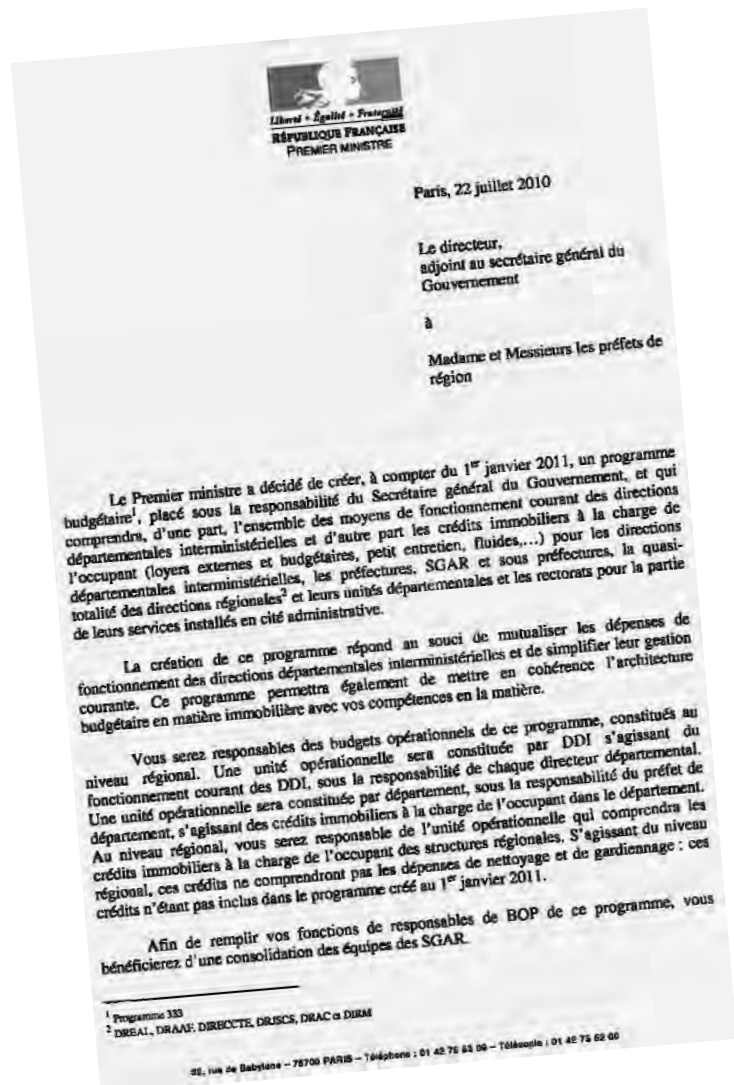 Liberté • Égalité • Fraternité
RÉPUBLIQUE FRANÇAISE
PREMIER MINISTRE
Paris, 22 juillet 2010
Le directeur,
adjoint au secrétaire général du
Gouvernement
à
Madame et Messieurs les préfets de
région
Le Premier ministre a décidé de créer, à compter du 1er janvier 2011, un programme
budgétaire1, placé sous la responsabilité du Secrétaire général du Gouvernement, et qui
comprendra, d'une part, l'ensemble des moyens de fonctionnement courant des directions
départementales interministérielles et d'autre part les crédits immobiliers à la charge de
l'occupant (loyers externes et budgétaires, petit entretien, fluides,...) pour les directions
départementales interministérielles, les préfectures, SGAR et sous préfectures, la quasi-
totalité des directions régionales2 et leurs unités départementales et les rectorats pour la partie
de leurs services installés en cité administrative.
La création de ce programme répond au souci de mutualiser les dépenses de
fonctionnement des directions départementales interministérielles et de simplifier leur gestion
courante. Ce programme permettra également de mettre en cohérence l'architecture
budgétaire en matière immobilière avec vos compétences en la matière.
Vous serez responsables des budgets opérationnels de ce programme, constitués au
niveau régional. Une unité opérationnelle sera constituée par DDI s'agissant du
fonctionnement courant des DDI, sous la responsabilité de chaque directeur départemental.
Une unité opérationnelle sera constituée par département, sous la responsabilité du préfet de
département, s'agissant des crédits immobiliers à la charge de l'occupant dans le département.
Au niveau régional, vous serez responsable de l'unité opérationnelle qui comprendra les
crédits immobiliers à la charge de l'occupant des structures régionales. S'agissant du niveau
régional, ces crédits ne comprendront pas les dépenses de nettoyage et de gardiennage : ces
crédits n'étant pas inclus dans le programme créé au 1er janvier 2011.
Afin de remplir vos fonctions de responsables de BOP de ce programme, vous
bénéficierez d'une consolidation des équipes des SGAR.
1 Programme 333
2 DREAL, DRAAF, DIRECCTE, DRJSCS, DRAC et DIRM
rue de Babylone – 75700 PARIS – Téléphone : 01 42 75 – Télécopie : 01 42 75